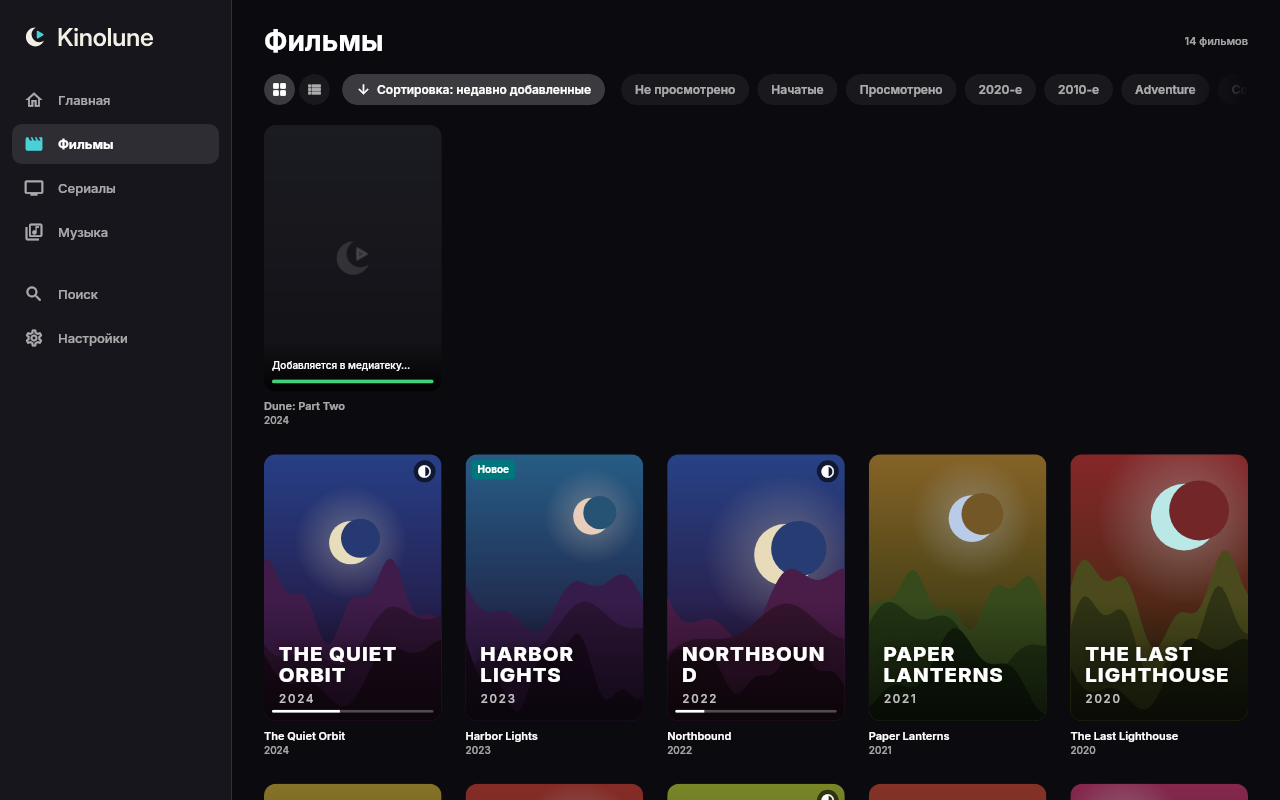 Kinolune
Главная
Фильмы
Сериалы
Музыка
Поиск
Настройки
Фильмы
14 фильмов
Сортировка: недавно добавленные
Не просмотрено
Начатые
Просмотрено
2020-е
2010-е
Adventure
Добавляется в медиатеку...
Dune: Part Two
2024
THE QUIET
ORBIT
2024
The Quiet Orbit
2024
Новое
HARBOR
LIGHTS
2023
Harbor Lights
2023
NORTHBOUN
D
2022
Northbound
2022
PAPER
LANTERNS
2021
Paper Lanterns
2021
THE LAST
LIGHTHOUSE
2020
The Last Lighthouse
2020